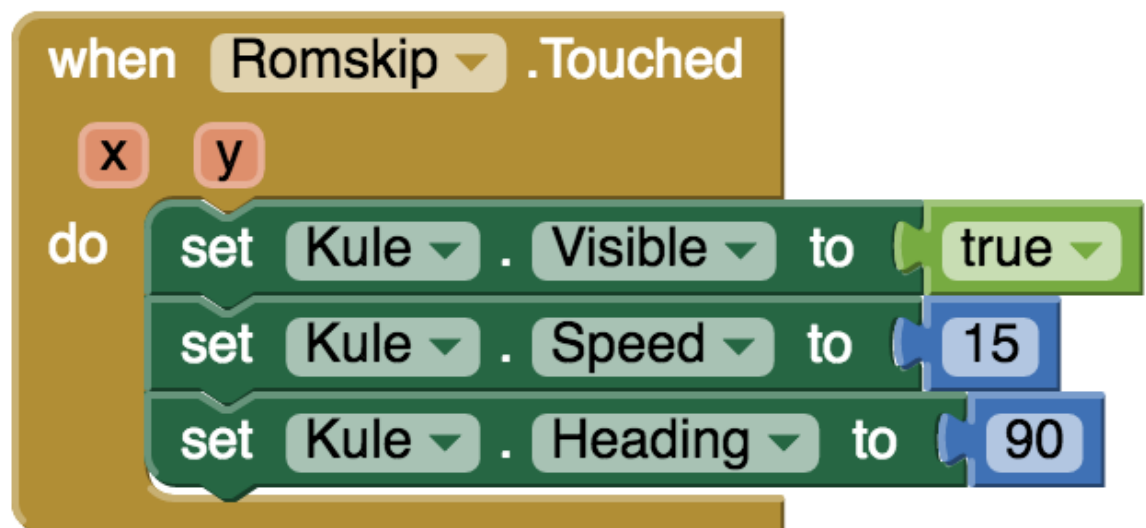 when Romskip .Touched
x y
do set Kule . Visible to true
set Kule . Speed to 15
set Kule . Heading to 90